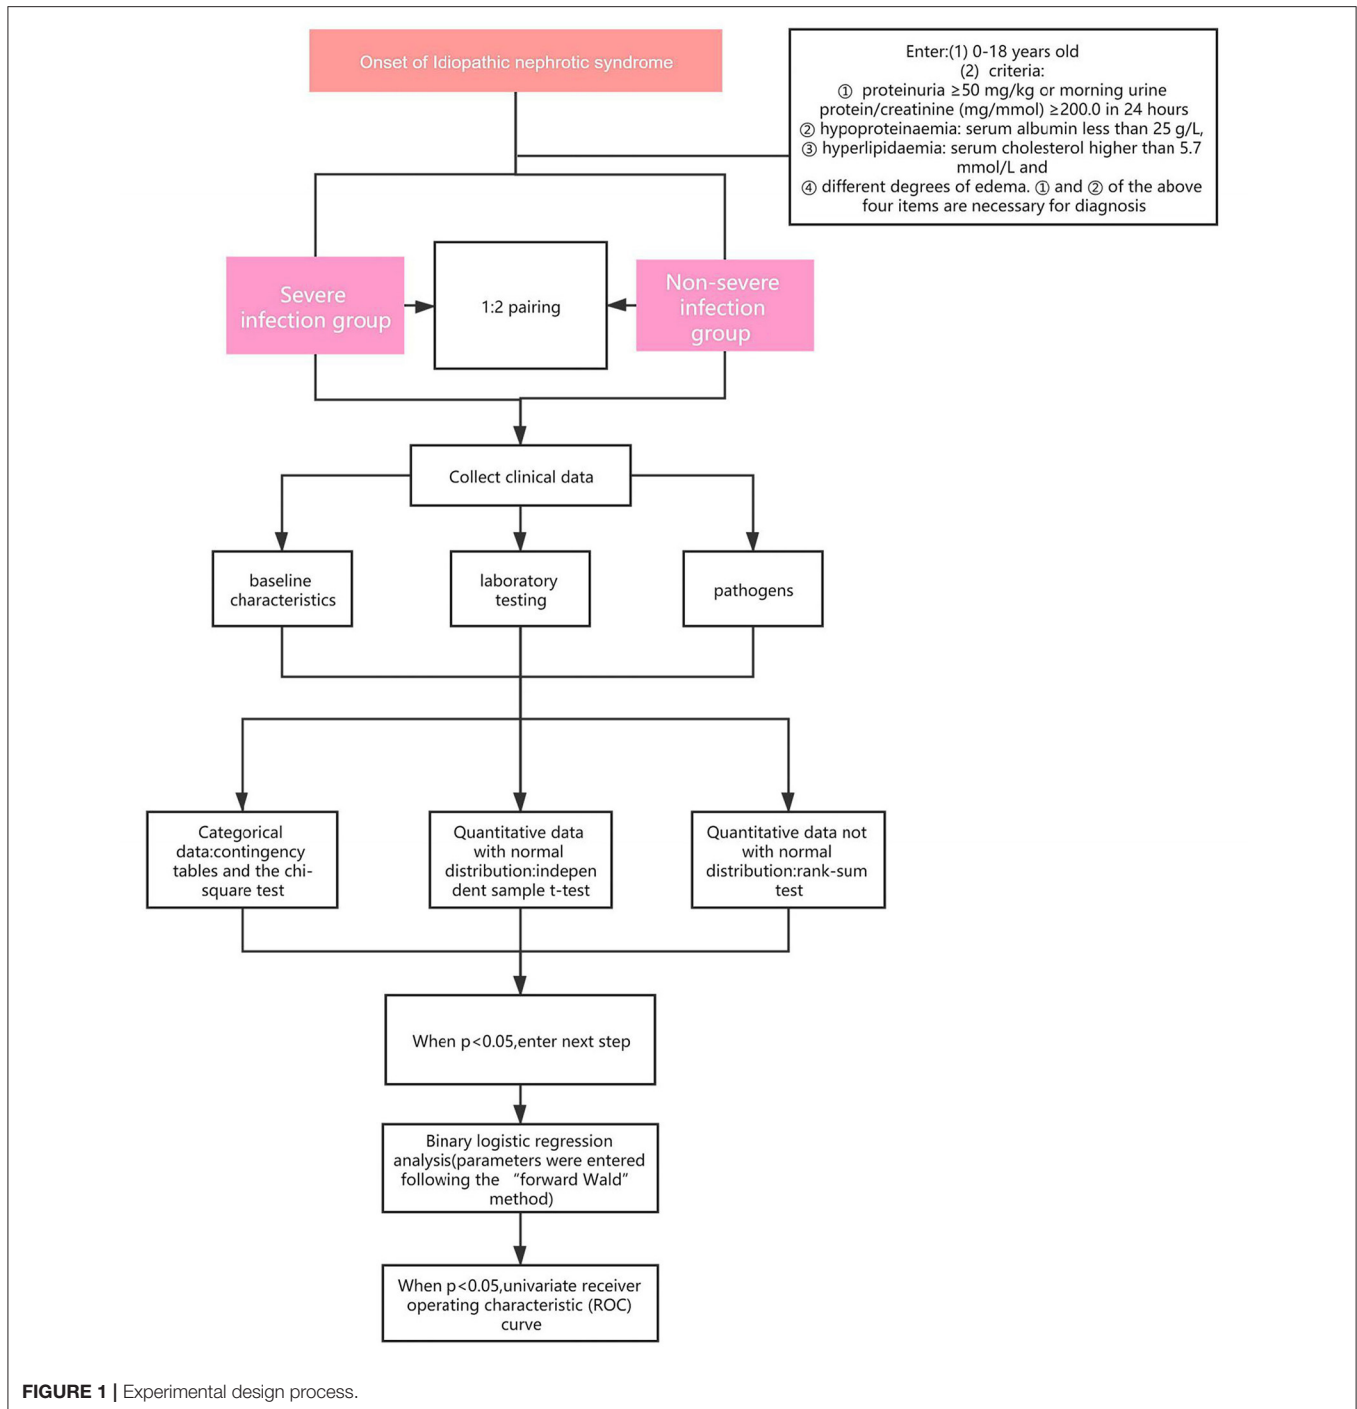 Onset of Idiopathic nephrotic syndrome
Enter:(1) 0-18 years old
(2) criteria:
① proteinuria ≥50 mg/kg or morning urine
protein/creatinine (mg/mmol) ≥200.0 in 24 hours
② hypoproteinaemia: serum albumin less than 25 g/L,
③ hyperlipidaemia: serum cholesterol higher than 5.7
mmol/L and
④ different degrees of edema. ① and ② of the above
four items are necessary for diagnosis
Severe
infection group
1:2 pairing
Non-severe
infection
group
Collect clinical data
baseline
characteristics
laboratory
testing
pathogens
Categorical
data:contingency
tables and the chi-
square test
Quantitative data
with normal
distribution:indepen
dent sample t-test
Quantitative data not
with normal
distribution:rank-sum
test
When p<0.05,enter next step
Binary logistic regression
analysis(parameters were entered
following the “forward Wald”
method)
When p<0.05,univariate receiver
operating characteristic (ROC)
curve
FIGURE 1 | Experimental design process.